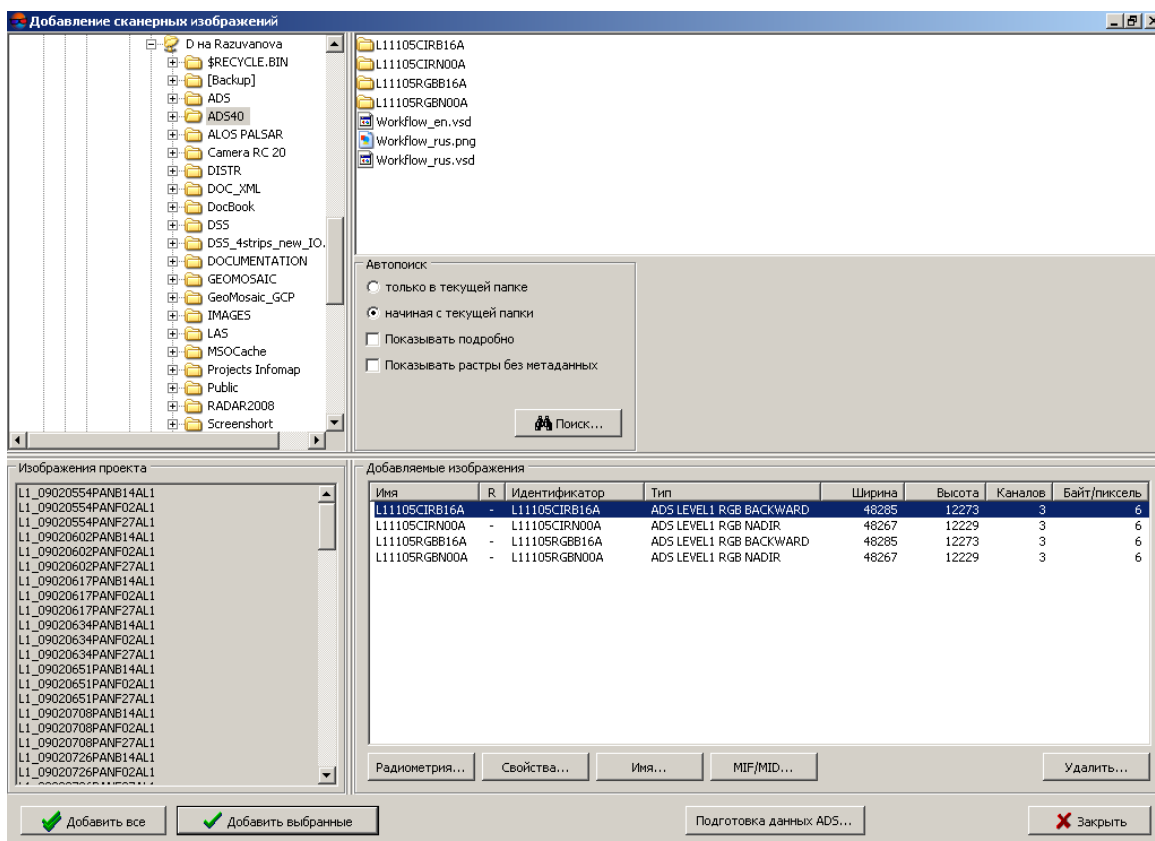 Добавление сканерных изображений
D на Razuvanova
$RECYCLE.BIN
[Backup]
ADS
ADS40
ALOS PALSAR
Camera RC 20
DISTR
DOC_XML
DocBook
DSS
DSS_4strips_new_IO.
DOCUMENTATION
GEOMOSAIC
GeoMosaic_GCP
IMAGES
LAS
MSOCache
Projects Infomap
Public
RADAR2008
Screenshort
L11105CIRB16A
L11105CIRN00A
L11105RGBB16A
L11105RGBN00A
Workflow_en.vsd
Workflow_rus.png
Workflow_rus.vsd
Автопоиск
только в текущей папке
начиная с текущей папки
Показывать подробно
Показывать растры без метаданных
Поиск...
Изображения проекта
L1_09020554PANB14AL1
L1_09020554PANF02AL1
L1_09020554PANF27AL1
L1_09020602PANB14AL1
L1_09020602PANF02AL1
L1_09020602PANF27AL1
L1_09020617PANB14AL1
L1_09020617PANF02AL1
L1_09020617PANF27AL1
L1_09020634PANB14AL1
L1_09020634PANF02AL1
L1_09020634PANF27AL1
L1_09020651PANB14AL1
L1_09020651PANF02AL1
L1_09020651PANF27AL1
L1_09020708PANB14AL1
L1_09020708PANF02AL1
L1_09020708PANF27AL1
L1_09020726PANB14AL1
L1_09020726PANF02AL1
Добавляемые изображения
Имя R Идентификатор Тип Ширина Высота Каналов Байт/пиксель
L11105CIRB16A - L11105CIRB16A ADS LEVEL1 RGB BACKWARD 48285 12273 3 6
L11105CIRN00A - L11105CIRN00A ADS LEVEL1 RGB NADIR 48267 12229 3 6
L11105RGBB16A - L11105RGBB16A ADS LEVEL1 RGB BACKWARD 48285 12273 3 6
L11105RGBN00A - L11105RGBN00A ADS LEVEL1 RGB NADIR 48267 12229 3 6
Радиометрия... Свойства... Имя... MIF/MID... Удалить...
Добавить все Добавить выбранные Подготовка данных ADS... Закрыть